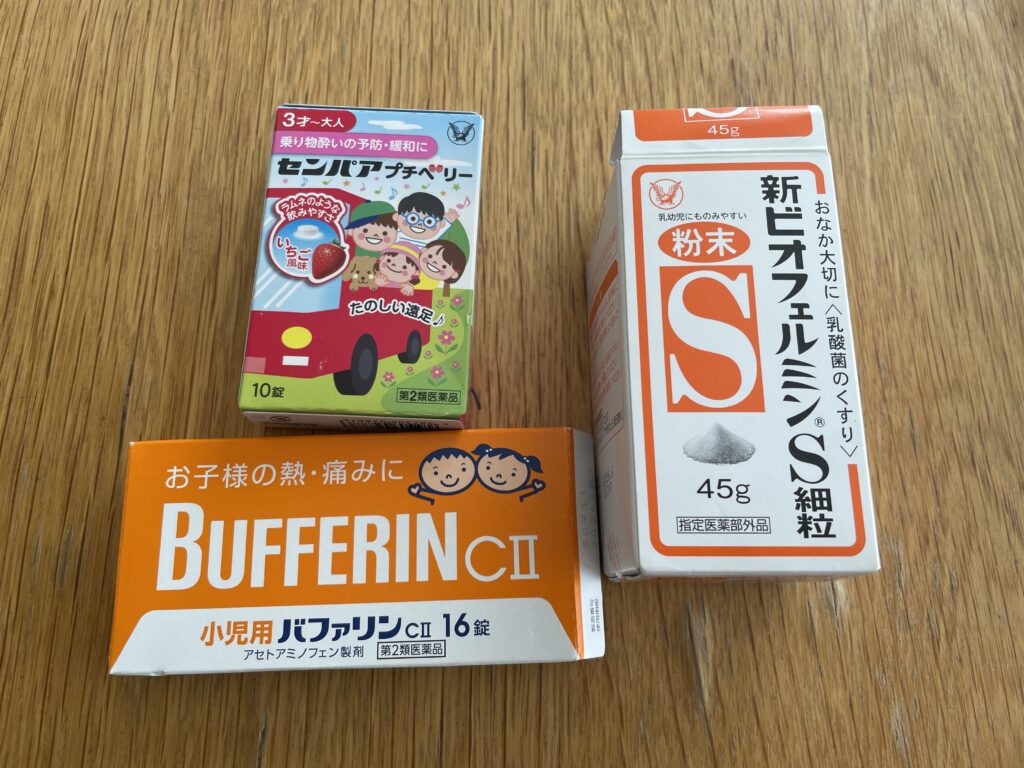 3才～大人
乗り物酔いの予防・緩和に
センパア プチベリー
ラムネのような
飲みやすさ
いちご
風味
たのしい遠足♪
10錠
第2類医薬品
お子様の熱・痛みに
BUFFERIN CⅡ
小児用 バファリン CⅡ 16錠
アセトアミノフェン製剤 第2類医薬品
S
45g
乳幼児にものみやすい
粉末
S
45g
指定医薬部外品
新ビオフェルミン®S細粒
おなか大切に〈乳酸菌のくすり〉